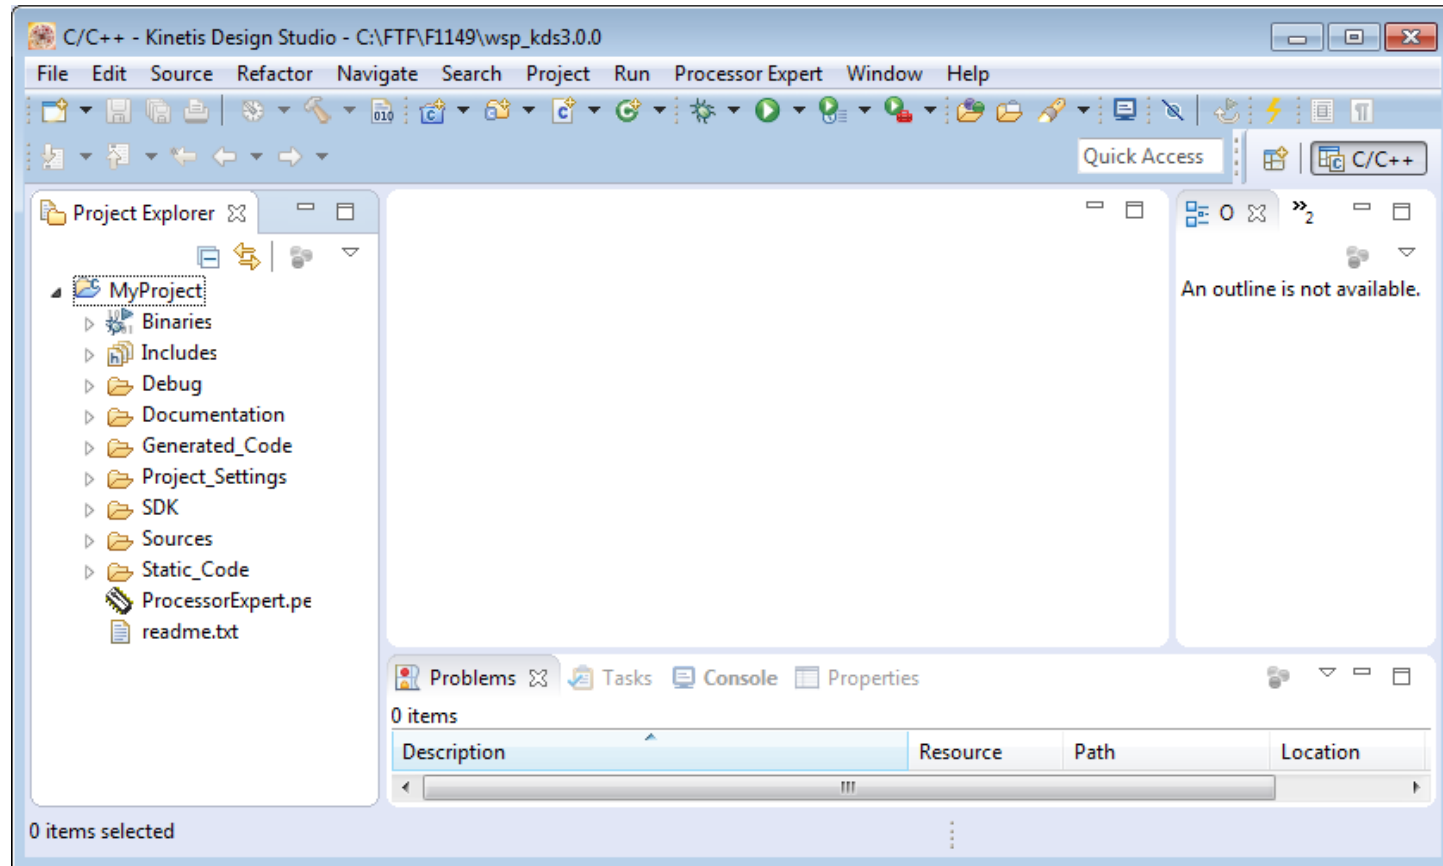 C/C++ - Kinetis Design Studio - C:\FTF\F1149\wsp_kds3.0.0
File Edit Source Refactor Navigate Search Project Run Processor Expert Window Help
010
Quick Access C/C++
Project Explorer
O »2
MyProject
An outline is not available.
Binaries
Includes
Debug
Documentation
Generated_Code
Project_Settings
SDK
Sources
Static_Code
ProcessorExpert.pe
readme.txt
Problems Tasks Console Properties
0 items
Description Resource Path Location
0 items selected